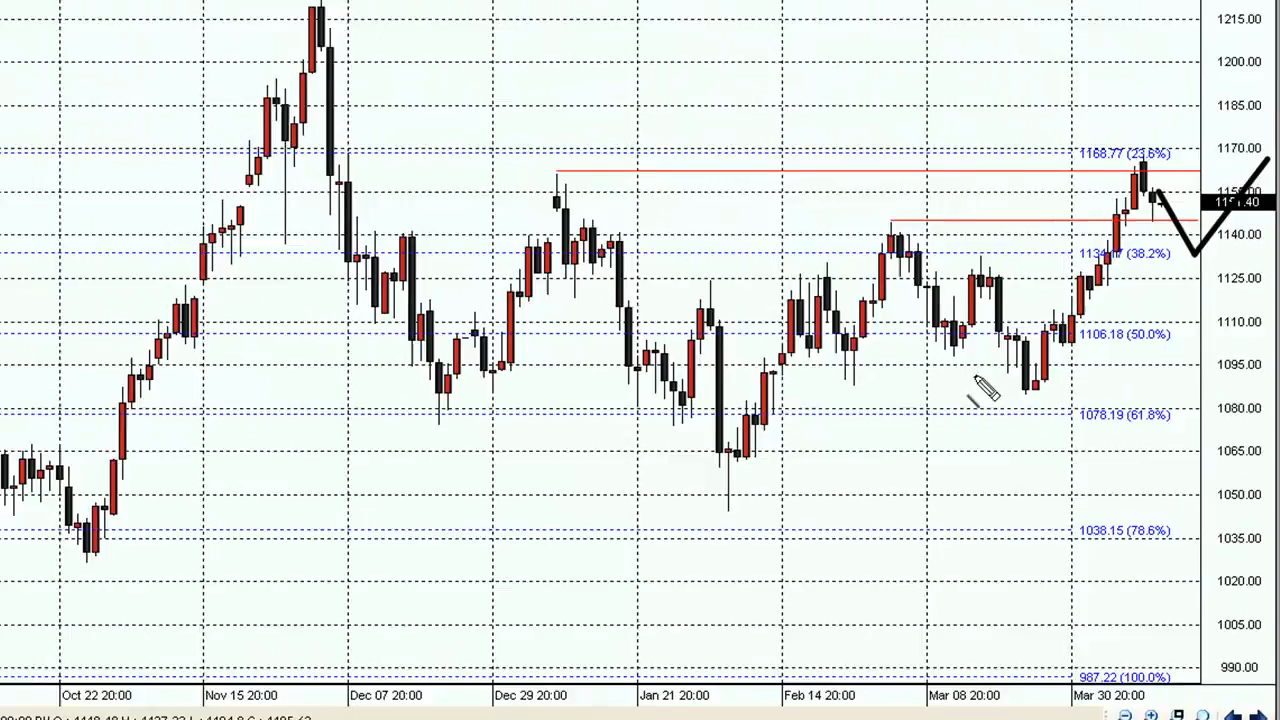 1215.00
1200.00
1185.00
1170.00
1168.77 (23.6%)
1151.40
1140.00
(38.2%)
1125.00
1110.00
1106.18 (50.0%)
1095.00
1080.00
1078.19 (61.8%)
1065.00
1050.00
1035.00
1038.15 (78.6%)
1020.00
1005.00
990.00
987.22 (100.0%)
Oct 22 20:00
Nov 15 20:00
Dec 07 20:00
Dec 29 20:00
Jan 21 20:00
Feb 14 20:00
Mar 08 20:00
Mar 30 20:00